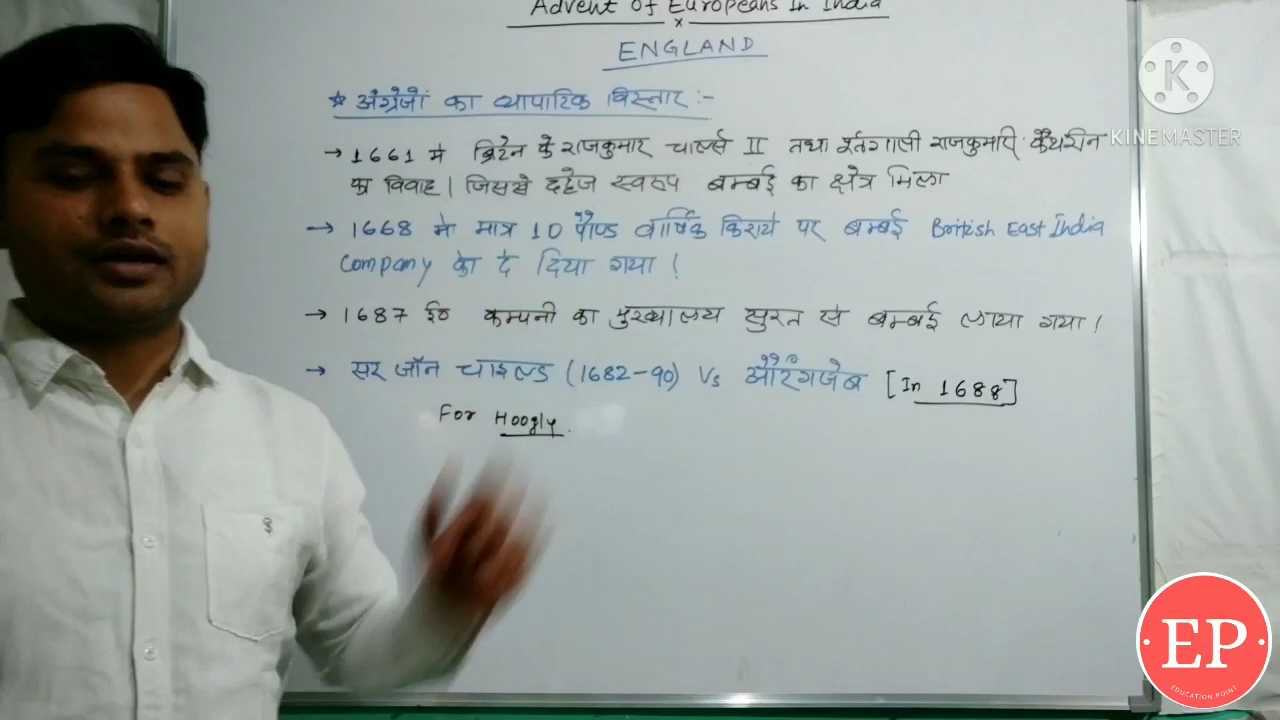 Advent of Europeans In India
x
ENGLAND
* अंग्रेजों का व्यापारिक विस्तार :-
→ 1661 मे ब्रिटेन के राजकुमार चार्ल्स II तथा पुर्तगाली राजकुमारी कैथरीन
का विवाह। जिससे दहेज स्वरुप बम्बई का क्षेत्र मिला
→ 1668 मे मात्र 10 पौण्ड वार्षिक किराये पर बम्बई British East India
Company को दे दिया गया।
→ 1687 ई० कम्पनी का मुख्यालय सुरत से बम्बई लाया गया।
→ सर जॉन चाइल्ड (1682-90) Vs औरंगजेब [In 1688]
For Hoogly.
K
KINEMASTER
EP
EDUCATION POINT